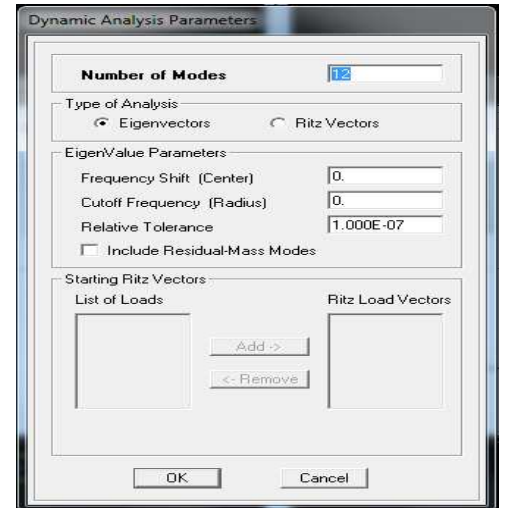 Dynamic Analysis Parameters
Number of Modes 12
Type of Analysis
Eigenvectors Ritz Vectors
EigenValue Parameters
Frequency Shift (Center) 0.
Cutoff Frequency (Radius) 0.
Relative Tolerance 1.000E-07
Include Residual-Mass Modes
Starting Ritz Vectors
List of Loads Ritz Load Vectors
Add ->
<- Remove
OK Cancel